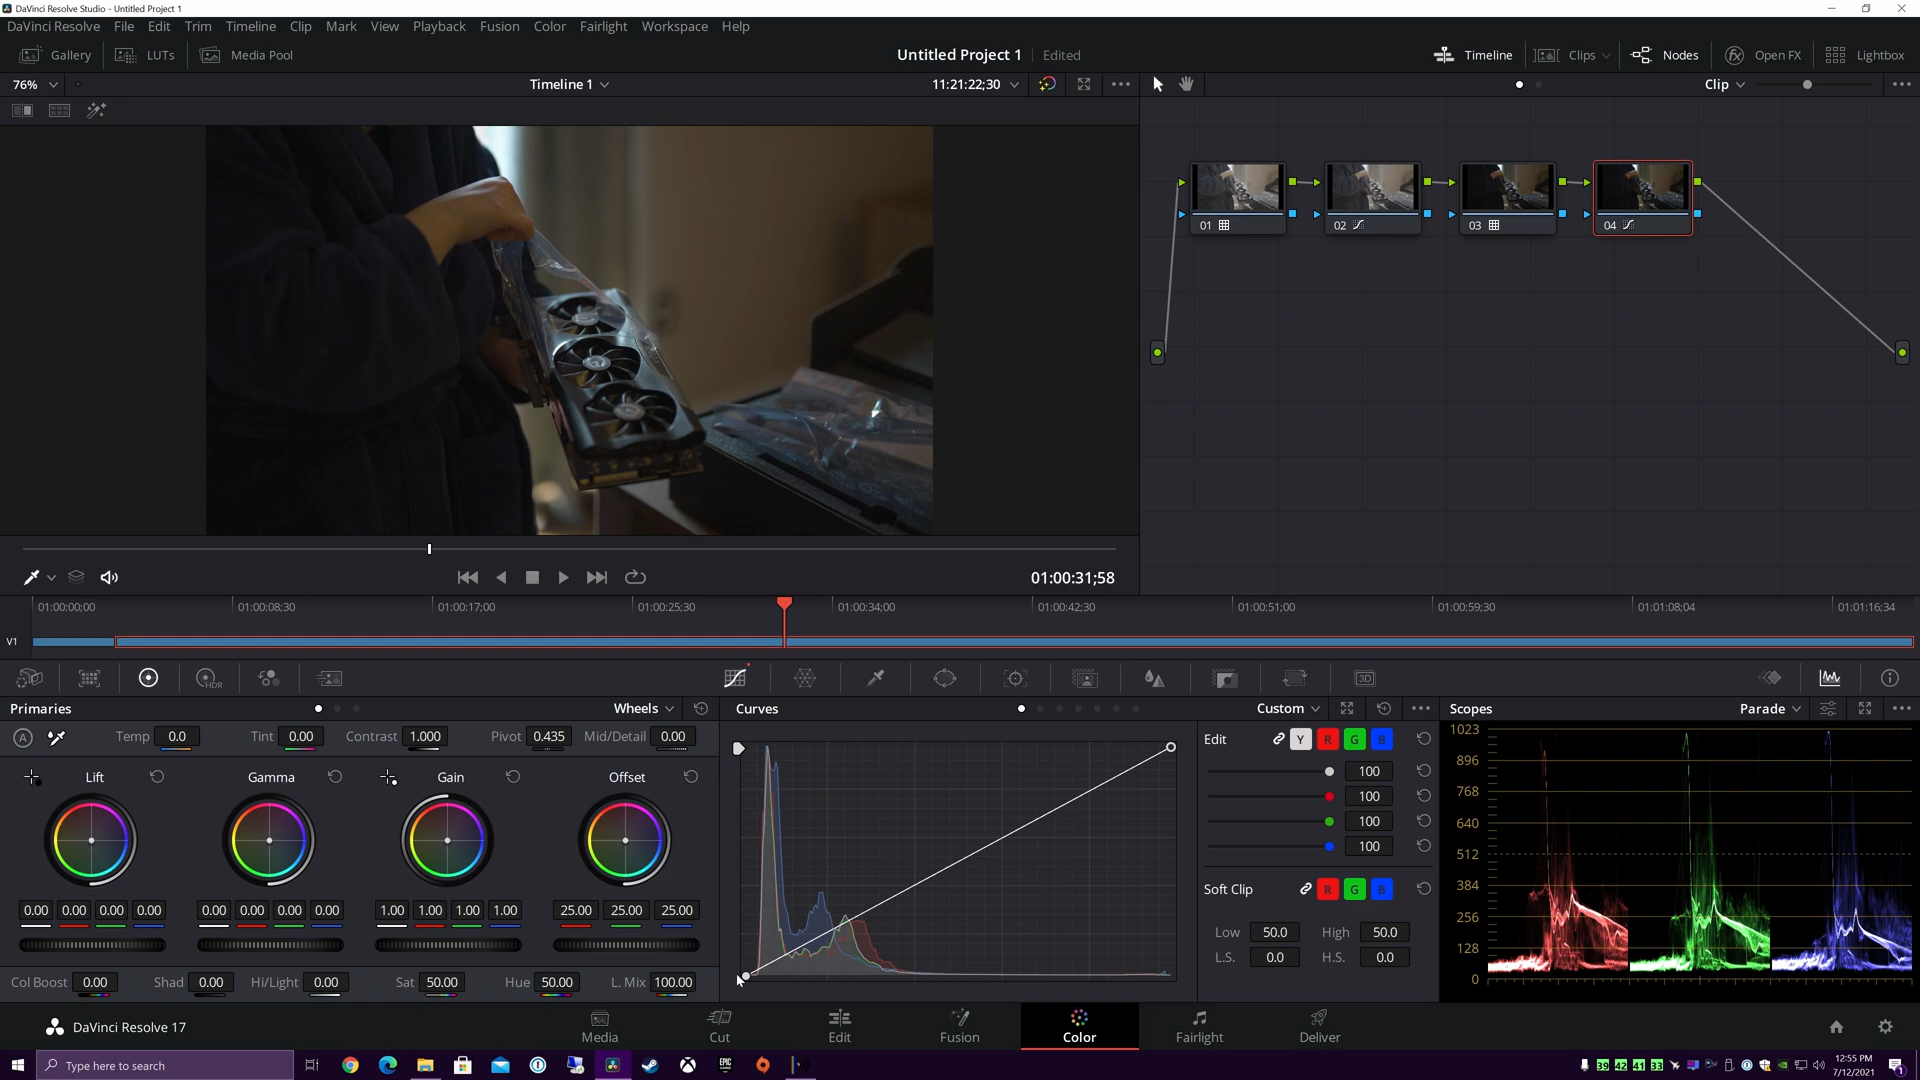 DaVinci Resolve Studio - Untitled Project 1
DaVinci Resolve File Edit Trim Timeline Clip Mark View Playback Fusion Color Fairlight Workspace Help
Gallery LUTs Media Pool Untitled Project 1 Edited Timeline Clips Nodes fx Open FX Lightbox
76% Timeline 1 11:21:22;30 Clip
01 02 03 04
01:00:31;58
01:00:00;00 01:00:08;30 01:00:17;00 01:00:25;30 01:00:34;00 01:00:42;30 01:00:51;00 01:00:59;30 01:01:08;04 01:01:16;34
V1
HDR 3D
Primaries Wheels Curves Custom Scopes Parade
A Temp 0.0 Tint 0.00 Contrast 1.000 Pivot 0.435 Mid/Detail 0.00
Lift Gamma Gain Offset
0.00 0.00 0.00 0.00 0.00 0.00 0.00 0.00 1.00 1.00 1.00 1.00 25.00 25.00 25.00
Col Boost 0.00 Shad 0.00 Hi/Light 0.00 Sat 50.00 Hue 50.00 L. Mix 100.00
Edit Y R G B
100
100
100
100
Soft Clip R G B
Low 50.0 High 50.0
L.S. 0.0 H.S. 0.0
1023
896
768
640
512
384
256
128
0
DaVinci Resolve 17 Media Cut Edit Fusion Color Fairlight Deliver
Type here to search
EPIC
39 42 41 33
12:55 PM
7/12/2021
1